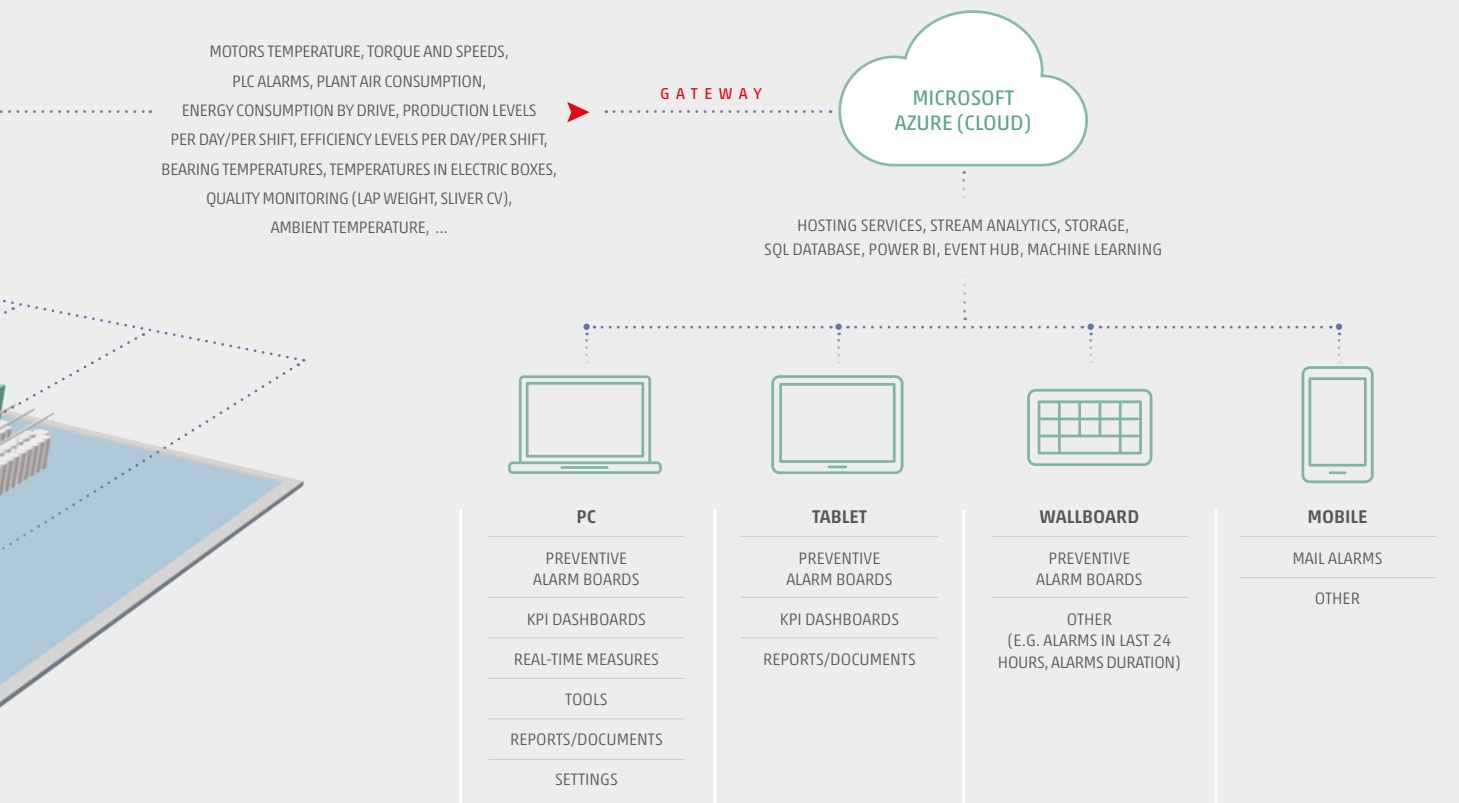 MOTORS TEMPERATURE, TORQUE AND SPEEDS,
PLC ALARMS, PLANT AIR CONSUMPTION,
ENERGY CONSUMPTION BY DRIVE, PRODUCTION LEVELS
PER DAY/PER SHIFT, EFFICIENCY LEVELS PER DAY/PER SHIFT,
BEARING TEMPERATURES, TEMPERATURES IN ELECTRIC BOXES,
QUALITY MONITORING (LAP WEIGHT, SLIVER CV),
AMBIENT TEMPERATURE, ...
GATEWAY
MICROSOFT
AZURE (CLOUD)
HOSTING SERVICES, STREAM ANALYTICS, STORAGE,
SQL DATABASE, POWER BI, EVENT HUB, MACHINE LEARNING
PC
PREVENTIVE
ALARM BOARDS
KPI DASHBOARDS
REAL-TIME MEASURES
TOOLS
REPORTS/DOCUMENTS
SETTINGS
TABLET
PREVENTIVE
ALARM BOARDS
KPI DASHBOARDS
REPORTS/DOCUMENTS
WALLBOARD
PREVENTIVE
ALARM BOARDS
OTHER
(E.G. ALARMS IN LAST 24
HOURS, ALARMS DURATION)
MOBILE
MAIL ALARMS
OTHER